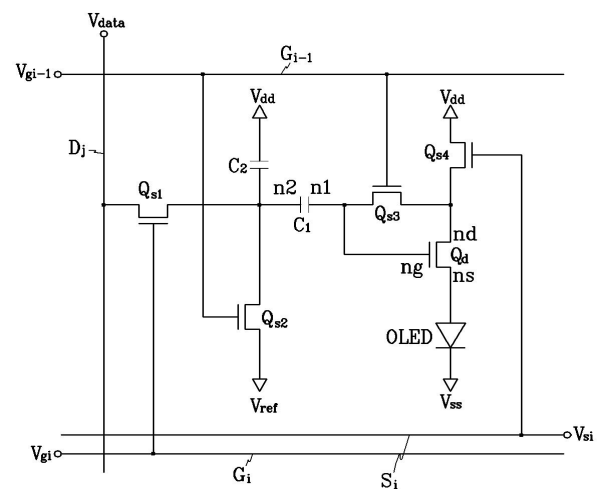 Vdata
Vgi-1
Gi-1
Vdd
Vdd
Dj
Qs4
C2
Qs1
n2
n1
C1
Qs3
nd
Qd
ng
ns
Qs2
OLED
Vref
Vss
Vsi
Vgi
Gi
Si